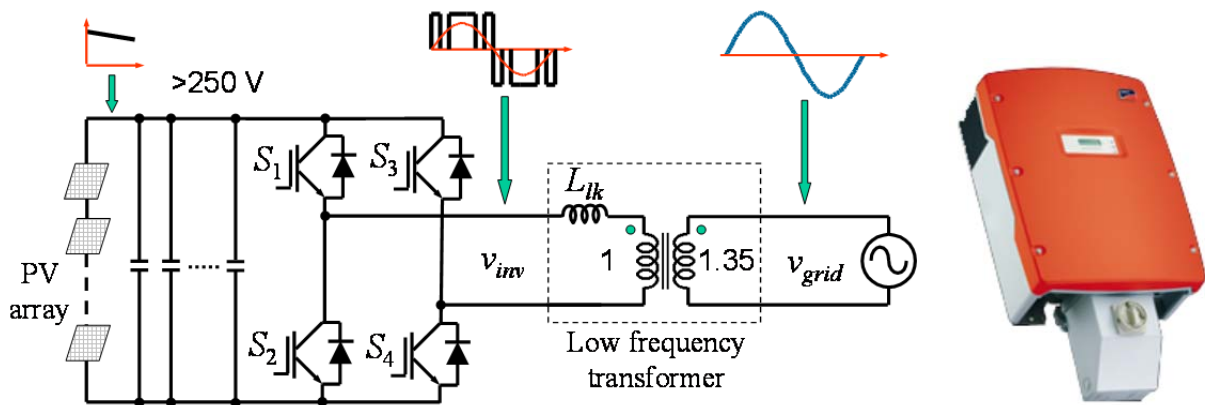 >250 V
S1
S3
Llk
PV
array
vinv
1
1.35
vgrid
S2
S4
Low frequency
transformer